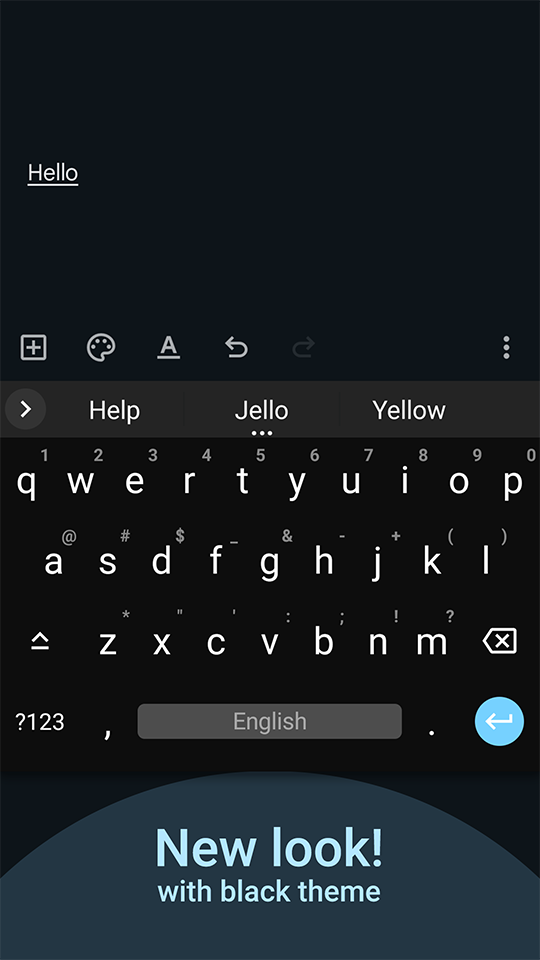 Hello
A
Help Jello Yellow
1 2 3 4 5 6 7 8 9 0
q w e r t y u i o p
@ # $ _ & - + ( )
a s d f g h j k l
* " ' : ; ! ?
z x c v b n m
?123 , English .
New look!
with black theme